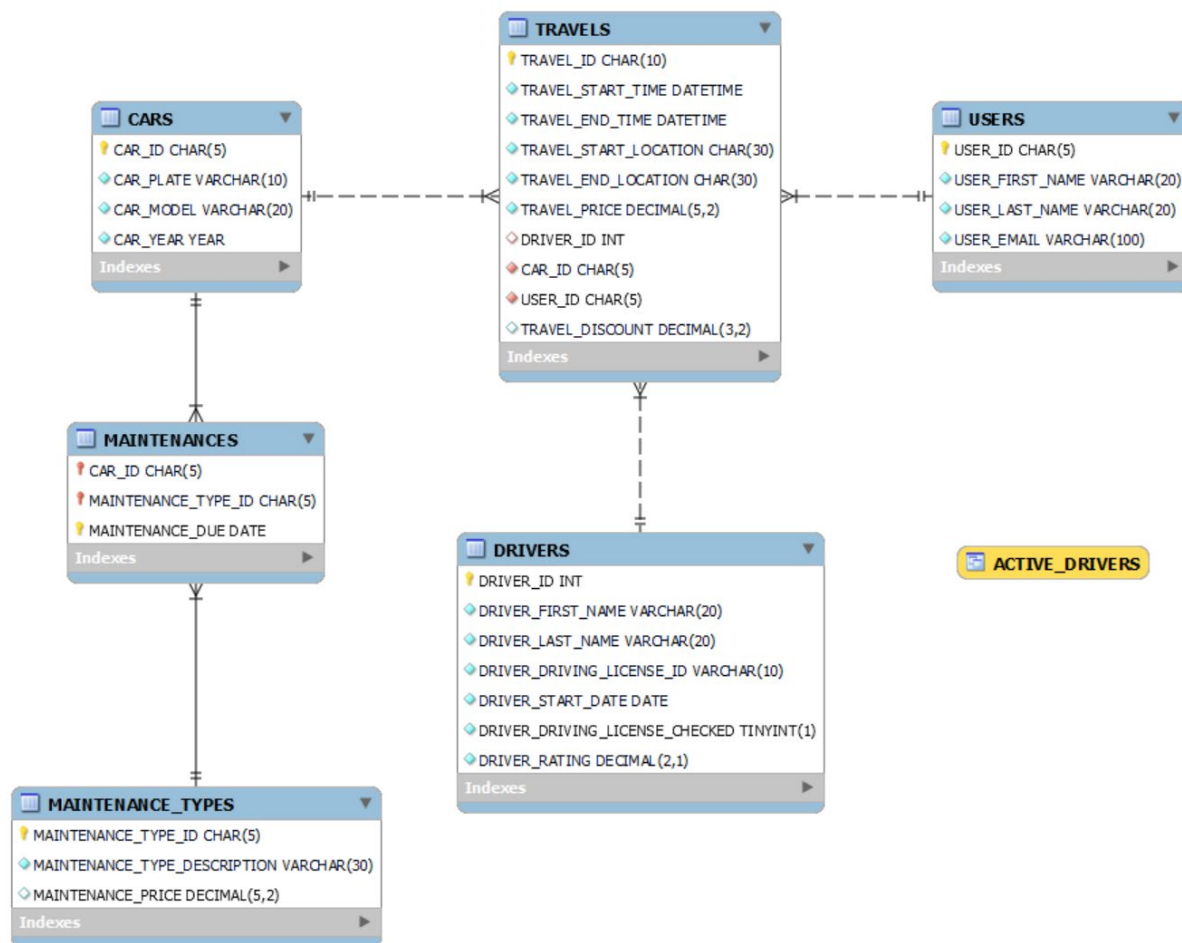 TRAVELS
TRAVEL_ID CHAR(10)
TRAVEL_START_TIME DATETIME
TRAVEL_END_TIME DATETIME
TRAVEL_START_LOCATION CHAR(30)
TRAVEL_END_LOCATION CHAR(30)
TRAVEL_PRICE DECIMAL(5,2)
DRIVER_ID INT
CAR_ID CHAR(5)
USER_ID CHAR(5)
TRAVEL_DISCOUNT DECIMAL(3,2)
Indexes
CARS
CAR_ID CHAR(5)
CAR_PLATE VARCHAR(10)
CAR_MODEL VARCHAR(20)
CAR_YEAR YEAR
Indexes
USERS
USER_ID CHAR(5)
USER_FIRST_NAME VARCHAR(20)
USER_LAST_NAME VARCHAR(20)
USER_EMAIL VARCHAR(100)
Indexes
MAINTENANCES
CAR_ID CHAR(5)
MAINTENANCE_TYPE_ID CHAR(5)
MAINTENANCE_DUE DATE
Indexes
DRIVERS
DRIVER_ID INT
DRIVER_FIRST_NAME VARCHAR(20)
DRIVER_LAST_NAME VARCHAR(20)
DRIVER_DRIVING_LICENSE_ID VARCHAR(10)
DRIVER_START_DATE DATE
DRIVER_DRIVING_LICENSE_CHECKED TINYINT(1)
DRIVER_RATING DECIMAL(2,1)
Indexes
ACTIVE_DRIVERS
MAINTENANCE_TYPES
MAINTENANCE_TYPE_ID CHAR(5)
MAINTENANCE_TYPE_DESCRIPTION VARCHAR(30)
MAINTENANCE_PRICE DECIMAL(5,2)
Indexes